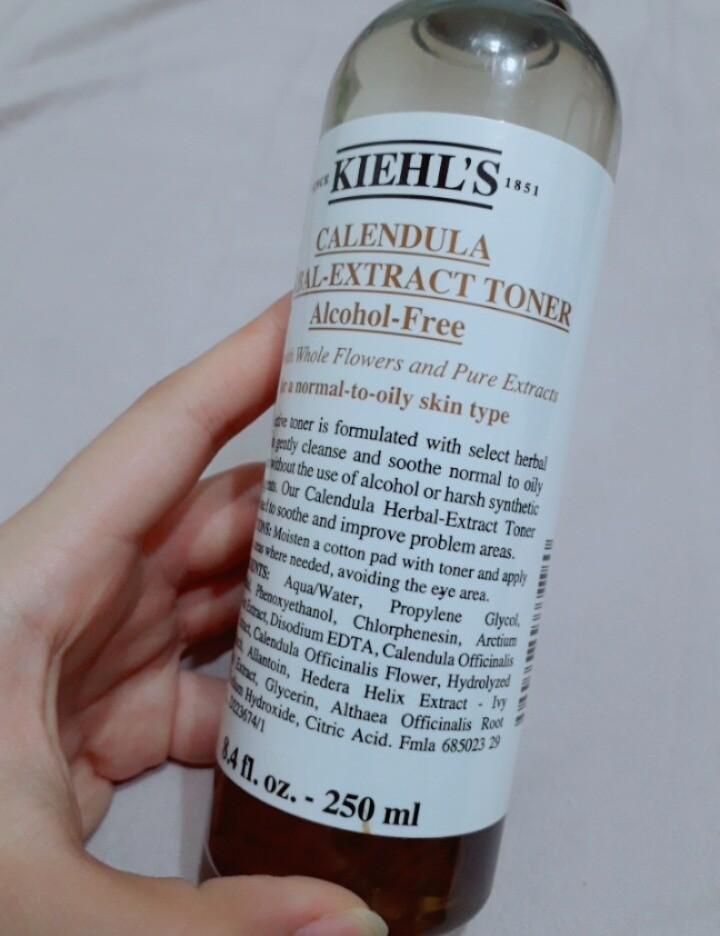 KIEHL'S 1851
CALENDULA
BAL-EXTRACT TONER
Alcohol-Free
Whole Flowers and Pure Extracts
a normal-to-oily skin type
toner is formulated with select herbal
gently cleanse and soothe normal to oily
without the use of alcohol or harsh synthetic
Our Calendula Herbal-Extract Toner
to soothe and improve problem areas.
Moisten a cotton pad with toner and apply
where needed, avoiding the eye area.
Aqua/Water, Propylene Glycol,
Phenoxyethanol, Chlorphenesin, Arctium
Extract, Disodium EDTA, Calendula Officinalis
Calendula Officinalis Flower, Hydrolyzed
Allantoin, Hedera Helix Extract - Ivy
Extract, Glycerin, Althaea Officinalis Root
Hydroxide, Citric Acid. Fmla 685023 29
8.4 fl. oz. - 250 ml